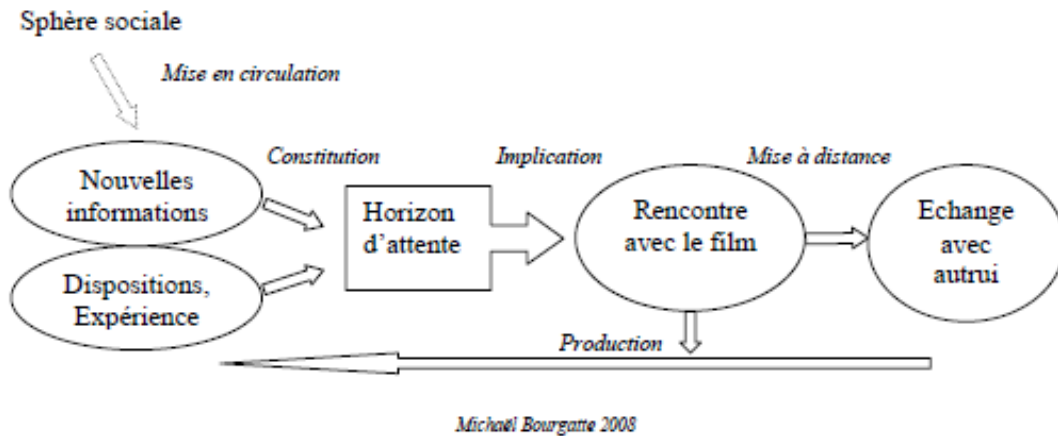 Sphère sociale
Mise en circulation
Constitution
Implication
Mise à distance
Nouvelles
informations
Horizon
d'attente
Rencontre
avec le film
Echange
avec
autrui
Dispositions,
Expérience
Production
Michaël Bourgatte 2008